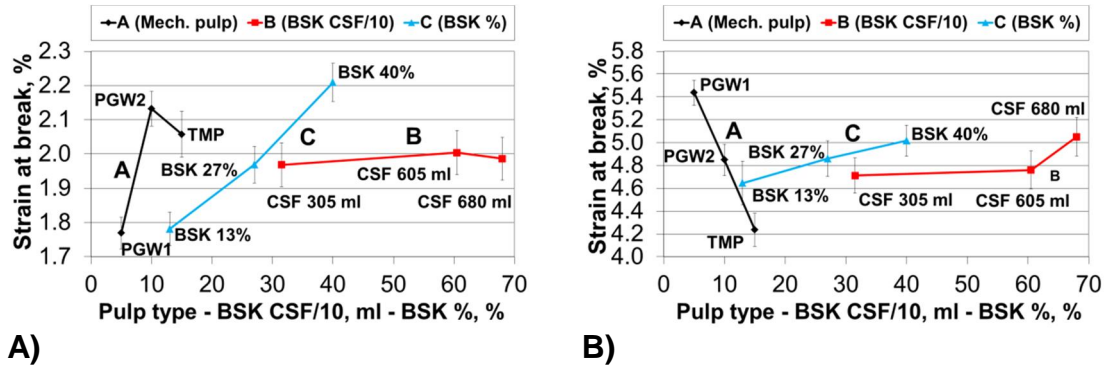 A (Mech. pulp) B (BSK CSF/10) C (BSK %)
2.3
2.2
2.1
2.0
1.9
1.8
1.7
Strain at break, %
BSK 40%
PGW2
TMP
C
B
A
BSK 27%
CSF 605 ml
CSF 305 ml
CSF 680 ml
BSK 13%
PGW1
0 10 20 30 40 50 60 70
Pulp type - BSK CSF/10, ml - BSK %, %
A)
A (Mech. pulp) B (BSK CSF/10) C (BSK %)
5.8
5.6
5.4
5.2
5.0
4.8
4.6
4.4
4.2
4.0
Strain at break, %
PGW1
CSF 680 ml
A
C
BSK 40%
PGW2
BSK 27%
B
BSK 13%
CSF 305 ml
CSF 605 ml
TMP
0 10 20 30 40 50 60 70
Pulp type - BSK CSF/10, ml - BSK %, %
B)